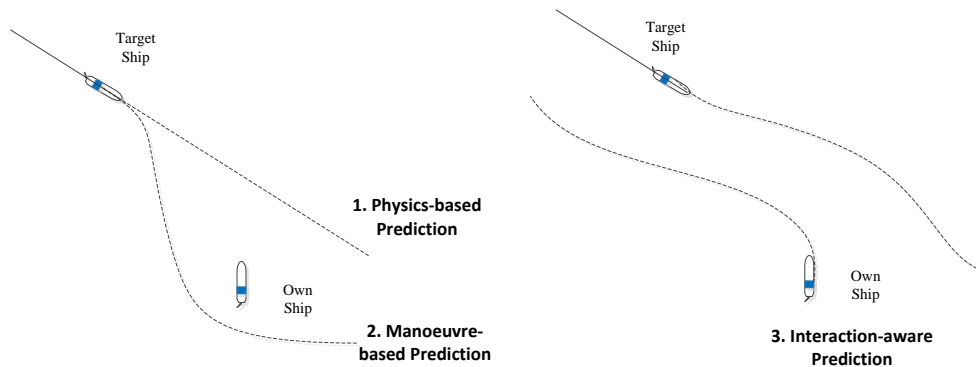 Target
Ship
1. Physics-based
Prediction
Own
Ship
2. Manoeuvre-
based Prediction
Target
Ship
Own
Ship
3. Interaction-aware
Prediction